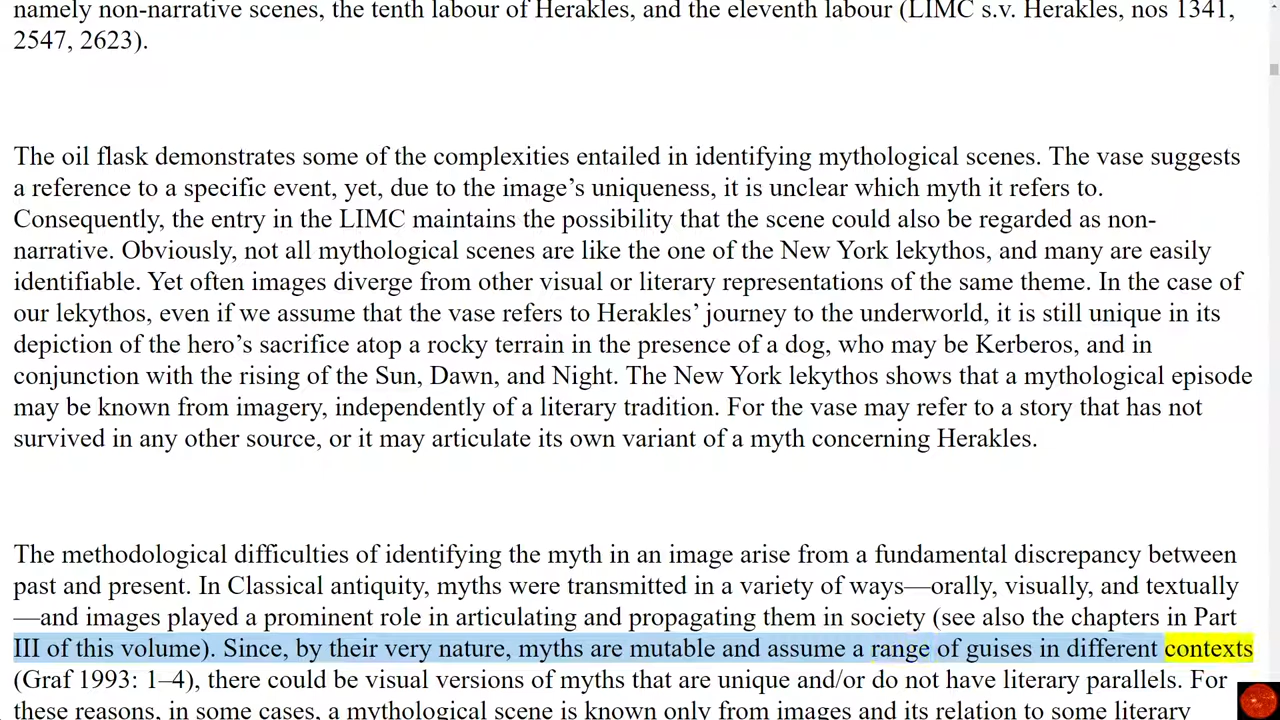 namely non-narrative scenes, the tenth labour of Herakles, and the eleventh labour (LIMC s.v. Herakles, nos 1341,
2547, 2623).
The oil flask demonstrates some of the complexities entailed in identifying mythological scenes. The vase suggests
a reference to a specific event, yet, due to the image’s uniqueness, it is unclear which myth it refers to.
Consequently, the entry in the LIMC maintains the possibility that the scene could also be regarded as non-
narrative. Obviously, not all mythological scenes are like the one of the New York lekythos, and many are easily
identifiable. Yet often images diverge from other visual or literary representations of the same theme. In the case of
our lekythos, even if we assume that the vase refers to Herakles’ journey to the underworld, it is still unique in its
depiction of the hero’s sacrifice atop a rocky terrain in the presence of a dog, who may be Kerberos, and in
conjunction with the rising of the Sun, Dawn, and Night. The New York lekythos shows that a mythological episode
may be known from imagery, independently of a literary tradition. For the vase may refer to a story that has not
survived in any other source, or it may articulate its own variant of a myth concerning Herakles.
The methodological difficulties of identifying the myth in an image arise from a fundamental discrepancy between
past and present. In Classical antiquity, myths were transmitted in a variety of ways—orally, visually, and textually
—and images played a prominent role in articulating and propagating them in society (see also the chapters in Part
III of this volume). Since, by their very nature, myths are mutable and assume a range of guises in different contexts
(Graf 1993: 1–4), there could be visual versions of myths that are unique and/or do not have literary parallels. For
these reasons, in some cases, a mythological scene is known only from images and its relation to some literary